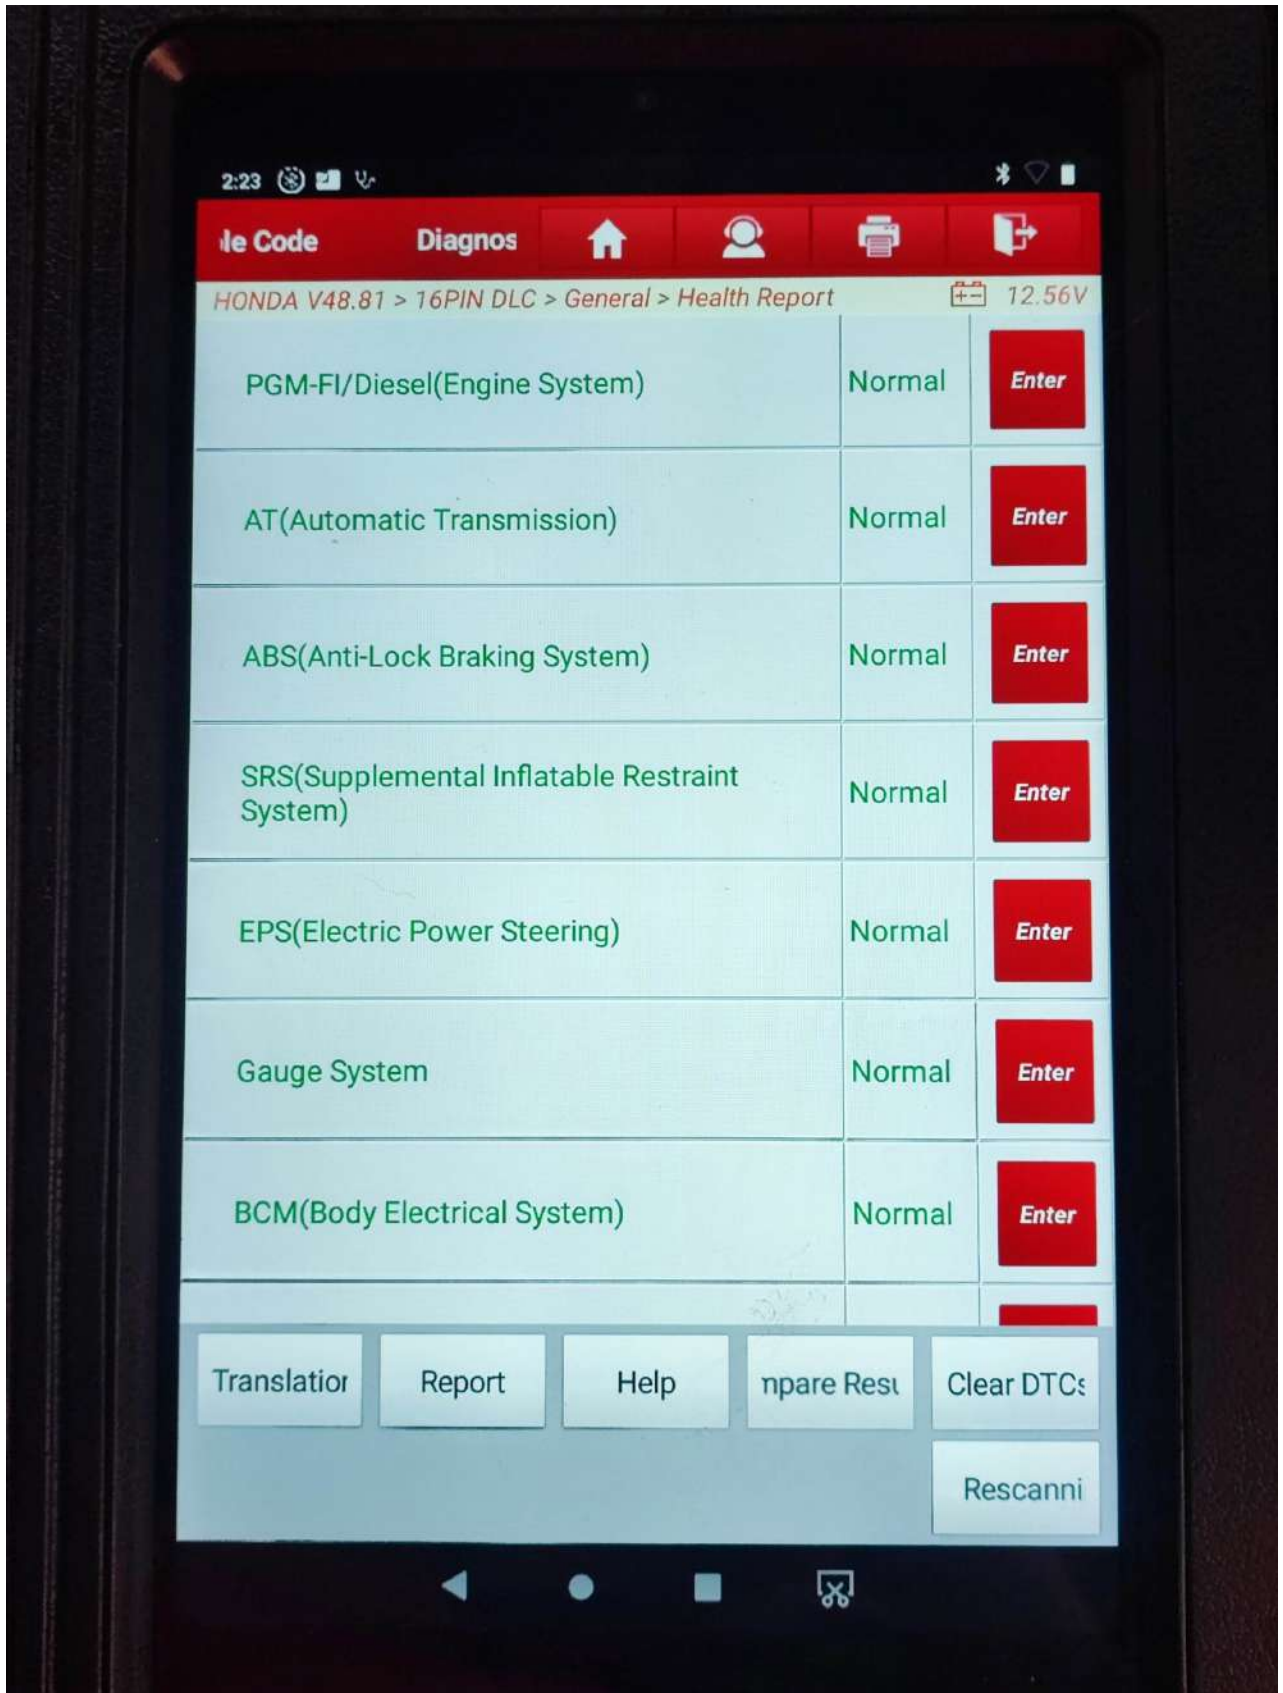 2:23
le Code Diagnos
HONDA V48.81 > 16PIN DLC > General > Health Report 12.56V
PGM-FI/Diesel(Engine System) Normal Enter
AT(Automatic Transmission) Normal Enter
ABS(Anti-Lock Braking System) Normal Enter
SRS(Supplemental Inflatable Restraint
System) Normal Enter
EPS(Electric Power Steering) Normal Enter
Gauge System Normal Enter
BCM(Body Electrical System) Normal Enter
Translation Report Help mpare Resu Clear DTCs
Rescanni